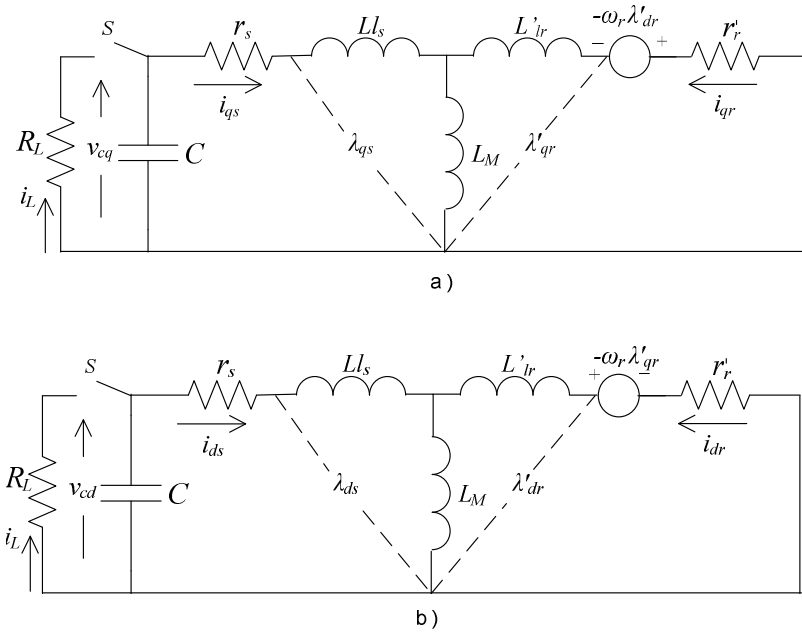 S
r_s
Ll_s
L'_lr
-ω_r λ'_dr
r'_r
− +
i_qs
i_qr
R_L
v_cq
C
λ_qs
L_M
λ'_qr
i_L
a)
S
r_s
Ll_s
L'_lr
-ω_r λ'_qr
r'_r
+ −
i_ds
i_dr
R_L
v_cd
C
λ_ds
L_M
λ'_dr
i_L
b)